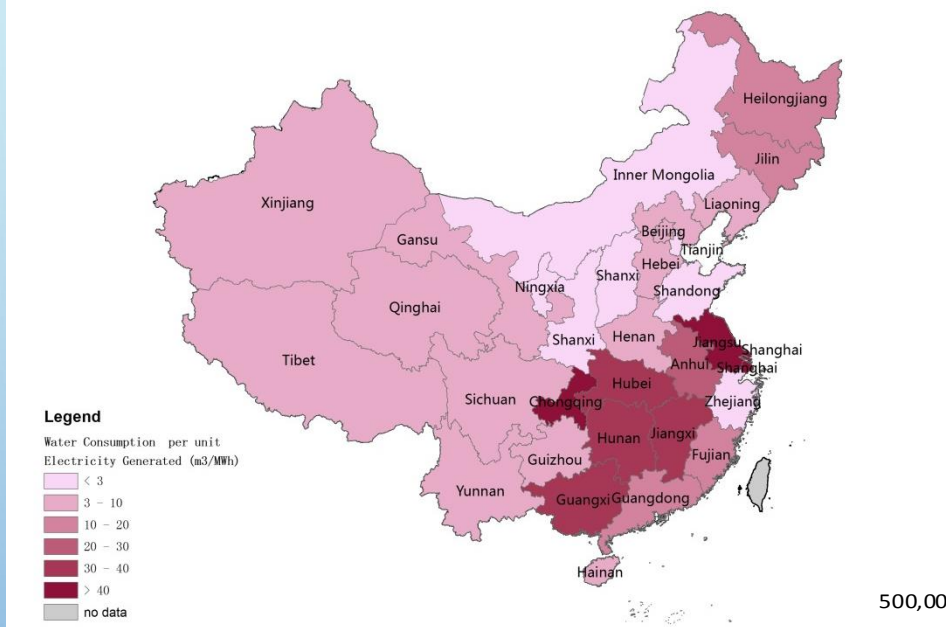 Heilongjiang
Jilin
Inner Mongolia
Liaoning
Xinjiang
Beijing
Gansu
Tianjin
Hebei
Shanxi
Ningxia
Shandong
Qinghai
Shanxi
Henan
Jiangsu
Shanghai
Tibet
Anhui
Shanghai
Hubei
Sichuan
Chongqing
Zhejiang
Hunan
Jiangxi
Fujian
Guizhou
Yunnan
Guangxi
Guangdong
Hainan
Legend
Water Consumption per unit
Electricity Generated (m3/MWh)
< 3
3 - 10
10 - 20
20 - 30
30 - 40
> 40
no data
500,00